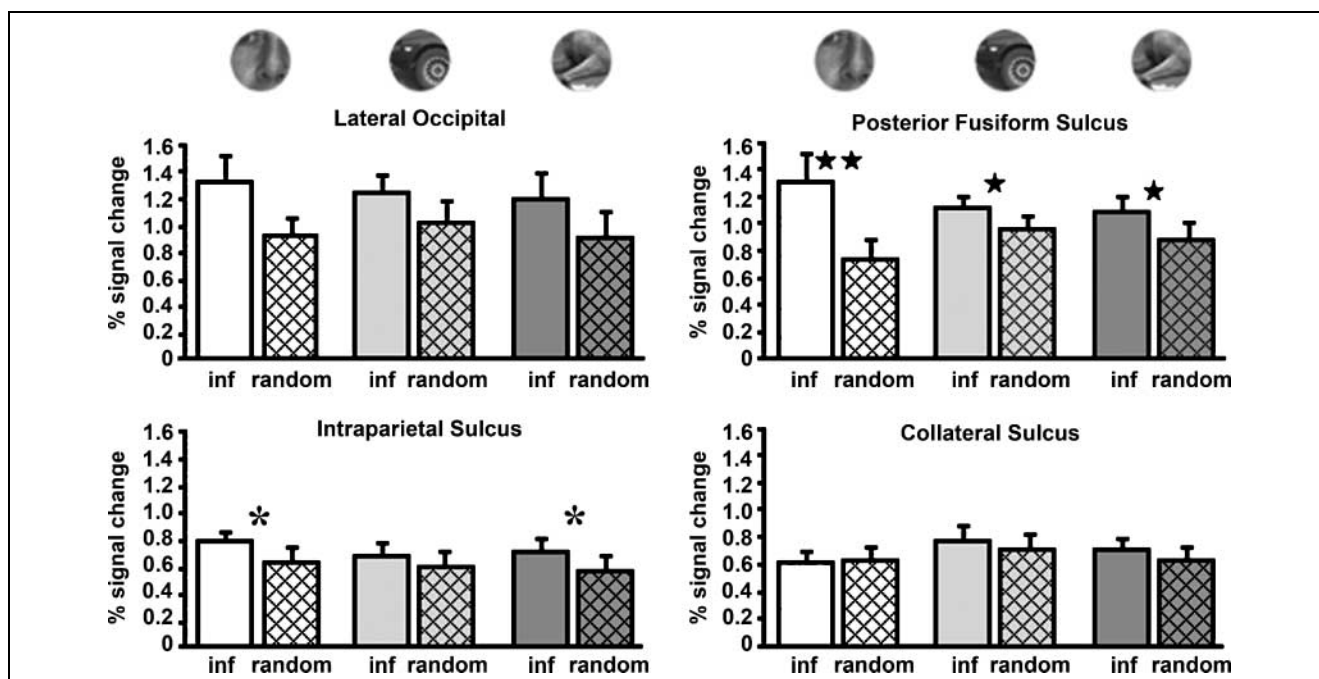 Lateral Occipital
% signal change
1.6
1.4
1.2
1.0
0.8
0.6
0.4
0.2
0
inf random inf random inf random
Posterior Fusiform Sulcus
% signal change
1.6
1.4
1.2
1.0
0.8
0.6
0.4
0.2
0
★★ ★ ★
inf random inf random inf random
Intraparietal Sulcus
% signal change
1.6
1.4
1.2
1.0
0.8
0.6
0.4
0.2
0
* *
inf random inf random inf random
Collateral Sulcus
% signal change
1.6
1.4
1.2
1.0
0.8
0.6
0.4
0.2
0
inf random inf random inf random